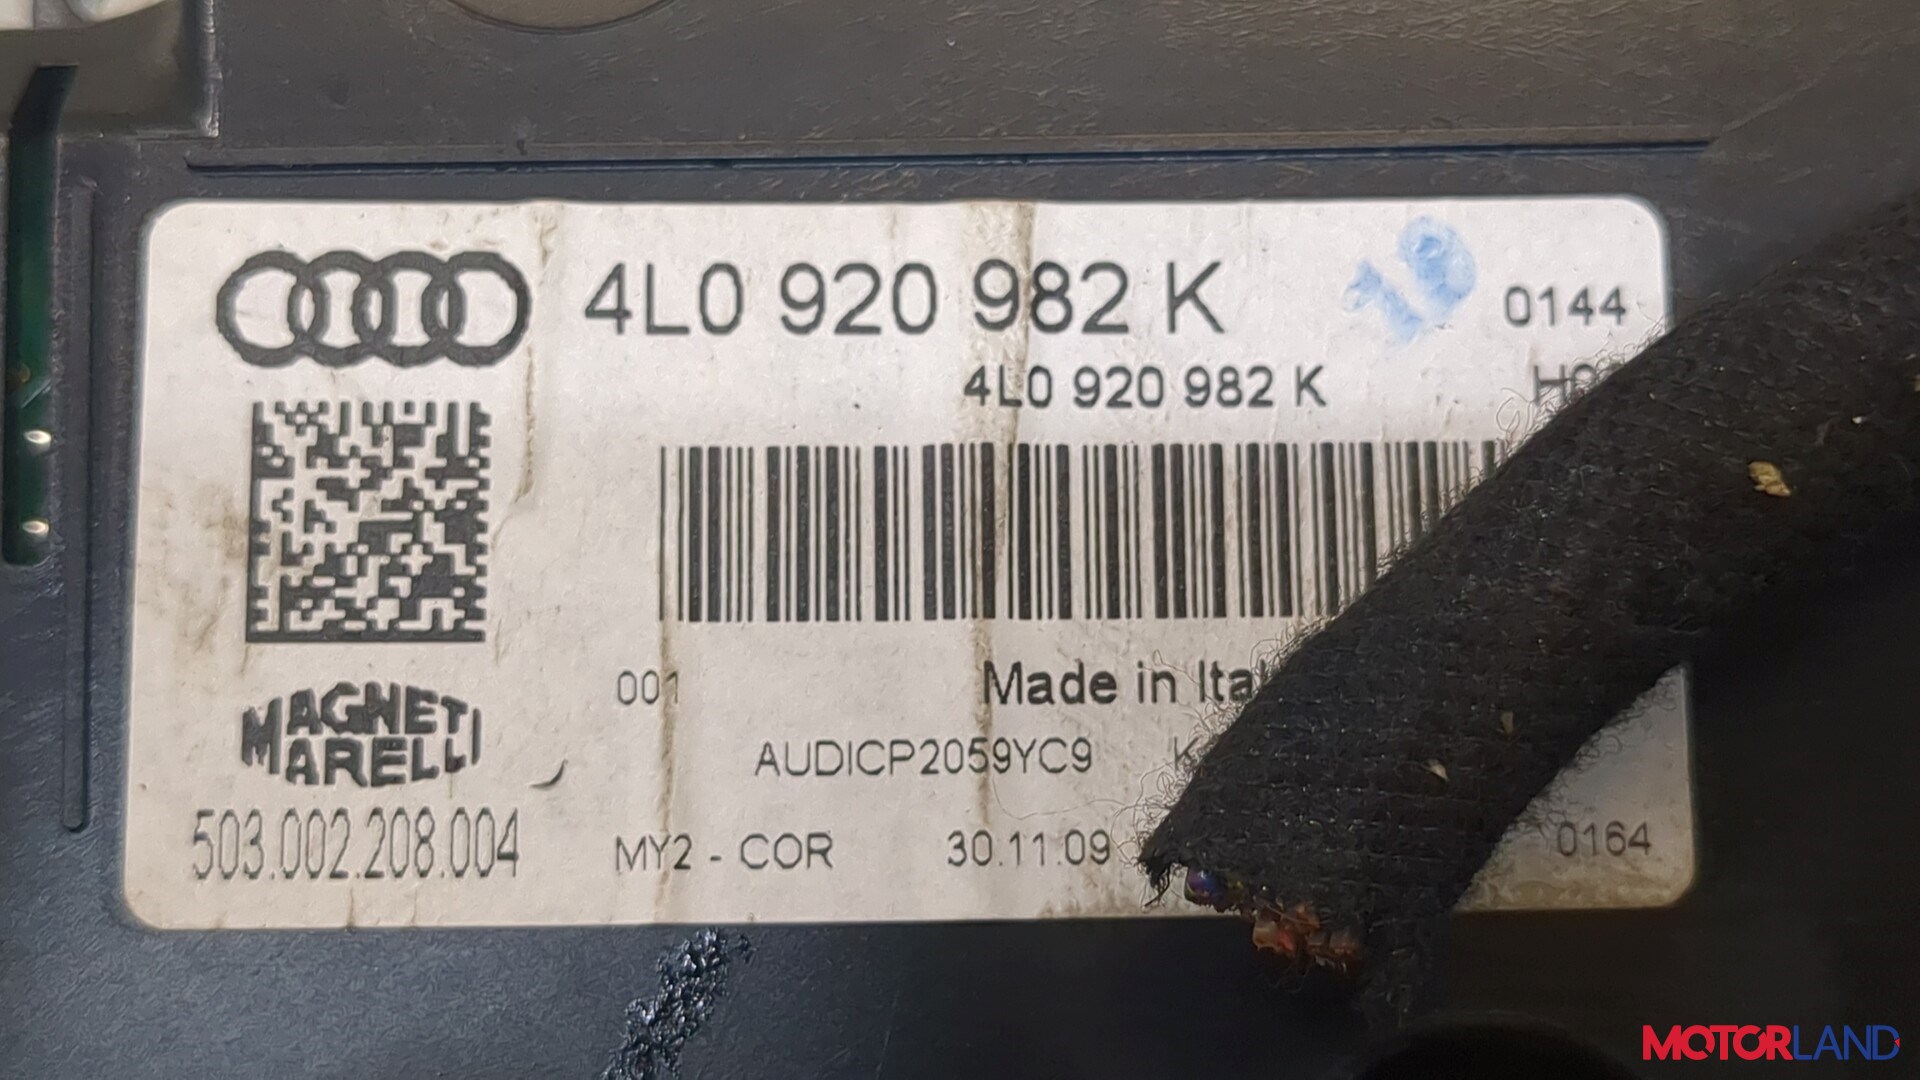 4L0 920 982 K
10
0144
4L0 920 982 K
001
Made in
AUDICP2059YC9
MAGNETI
MARELLI
503.002.208.004
MY2 - COR
30.11.09
0164
MOTORLAND